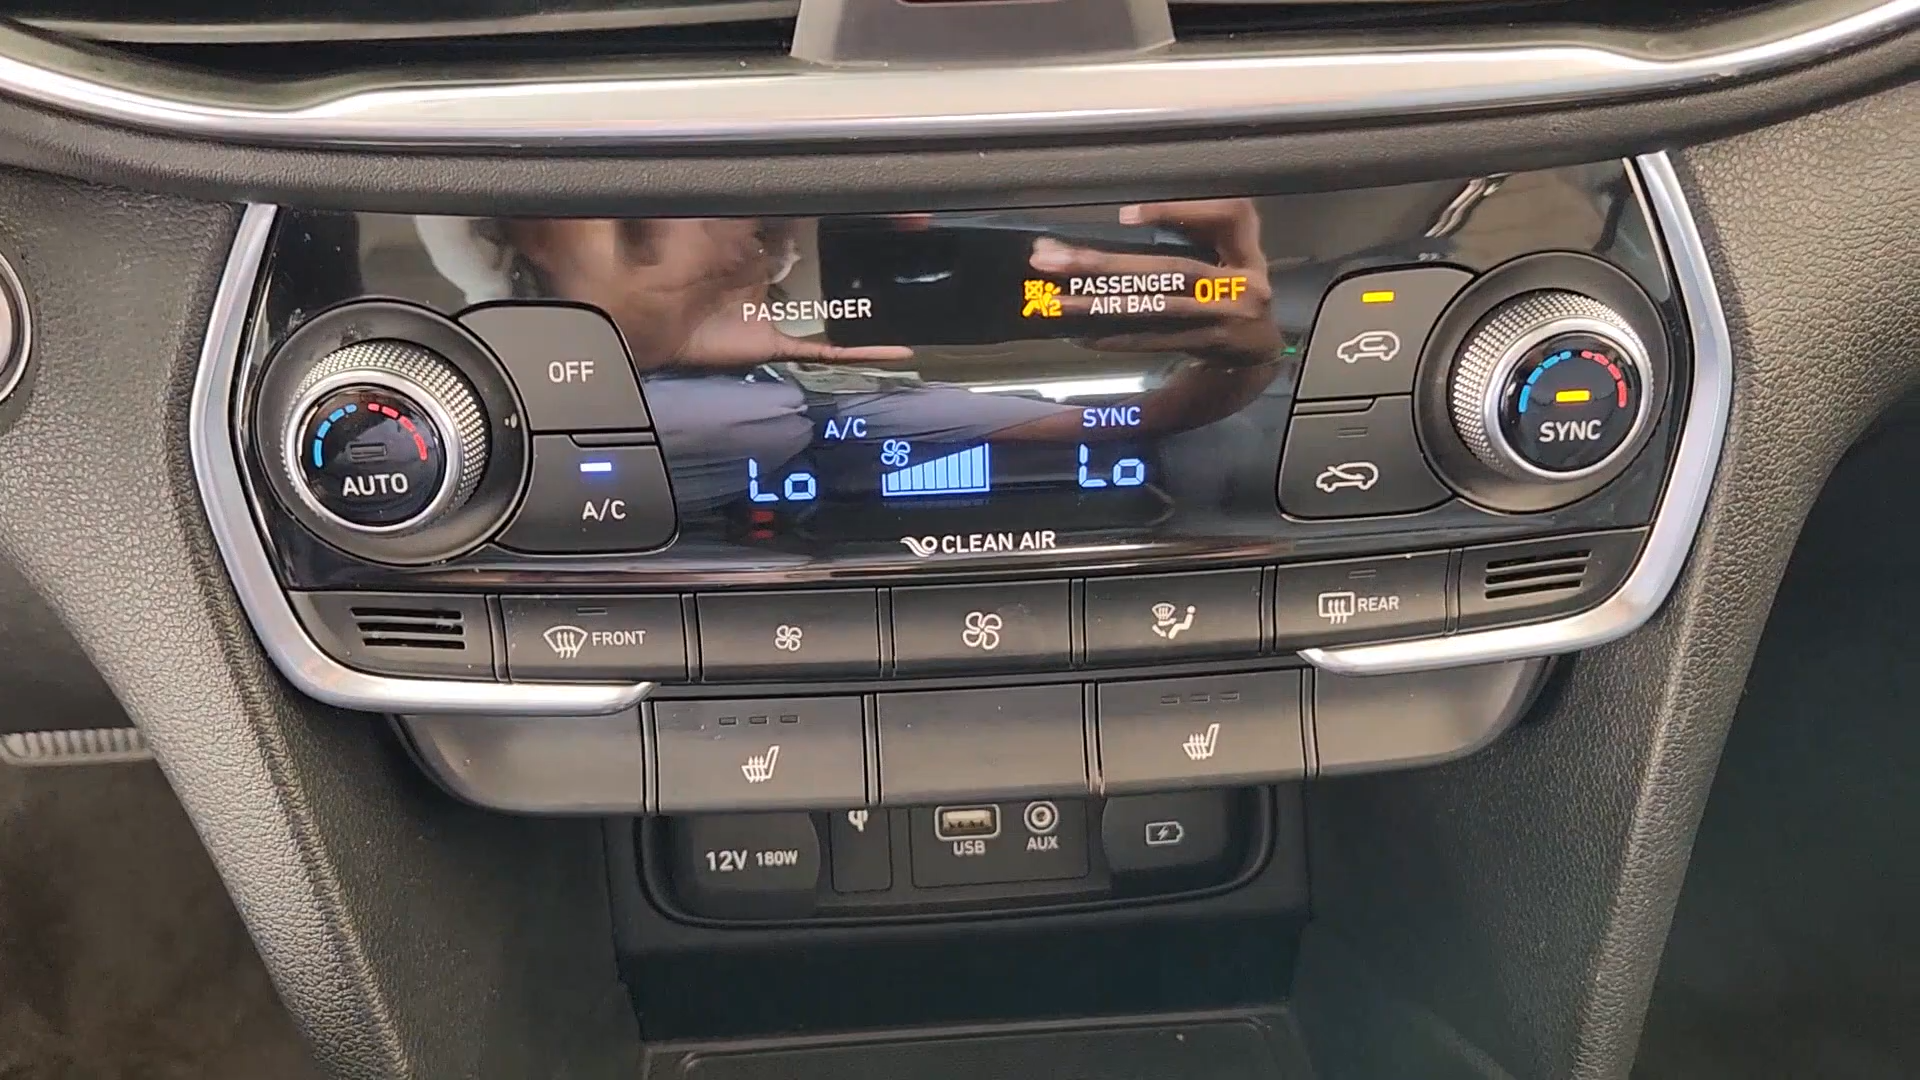 PASSENGER
PASSENGER
AIR BAG
OFF
OFF
AUTO
A/C
A/C
Lo
SYNC
Lo
SYNC
CLEAN AIR
FRONT
REAR
12V 180W
USB
AUX